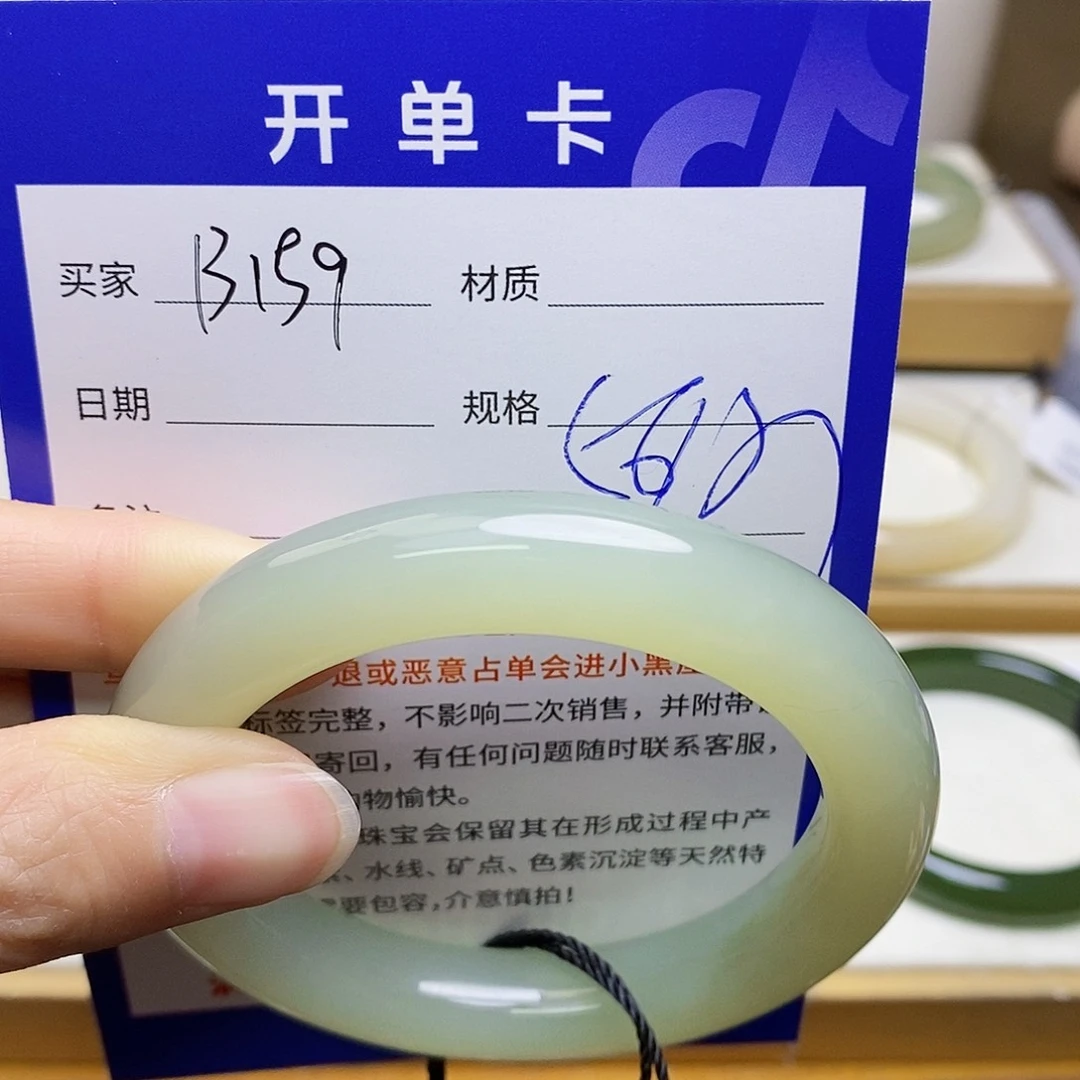 开单卡
买家 B159 材质
日期 规格
退或恶意占单会进小黑屋
标签完整，不影响二次销售，并附带
寄回，有任何问题随时联系客服，
购物愉快。
珠宝会保留其在形成过程中产
、水线、矿点、色素沉淀等天然特
要包容，介意慎拍！